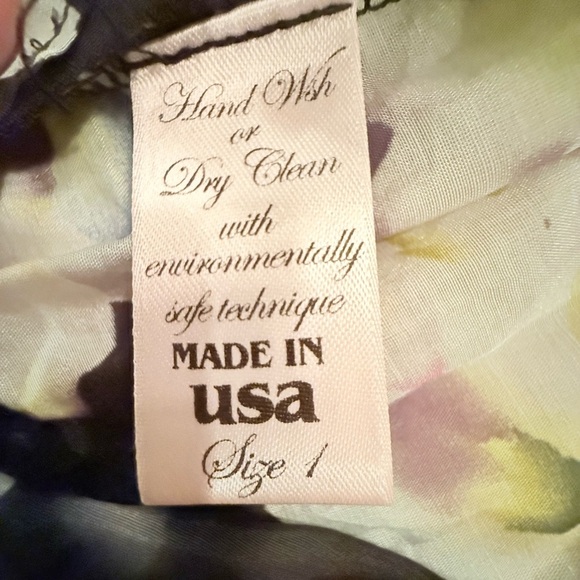 Hand Wsh
or
Dry Clean
with
environmentally
safe technique
MADE IN
usa
Size 1